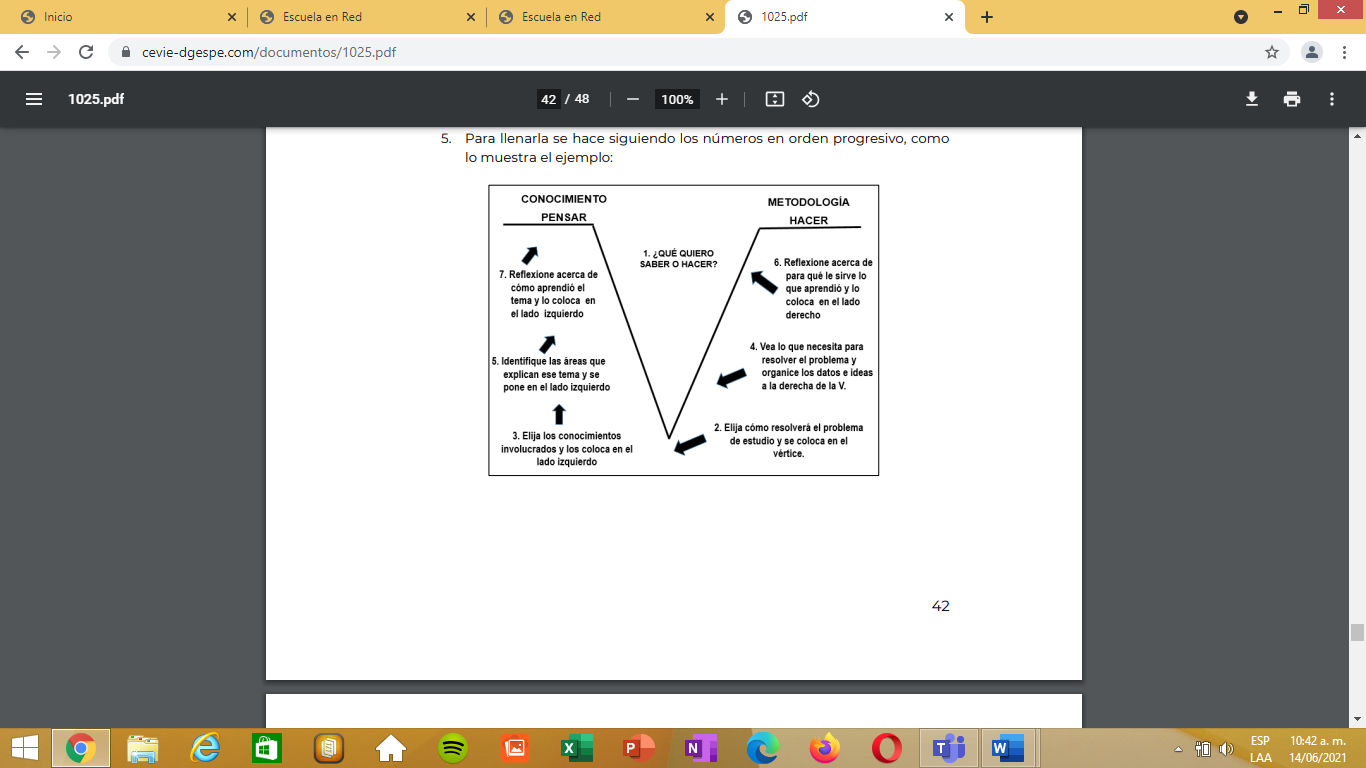 Inicio
Escuela en Red
Escuela en Red
1025.pdf
cevie-dgespe.com/documentos/1025.pdf
1025.pdf
42 / 48
100%
5. Para llenarla se hace siguiendo los números en orden progresivo, como
lo muestra el ejemplo:
CONOCIMIENTO
PENSAR
METODOLOGÍA
HACER
1. ¿QUÉ QUIERO
SABER O HACER?
7. Reflexione acerca de
cómo aprendió el
tema y lo coloca en
el lado izquierdo
6. Reflexione acerca de
para qué le sirve lo
que aprendió y lo
coloca en el lado
derecho
5. Identifique las áreas que
explican ese tema y se
pone en el lado izquierdo
4. Vea lo que necesita para
resolver el problema y
organice los datos e ideas
a la derecha de la V.
3. Elija los conocimientos
involucrados y los coloca en el
lado izquierdo
2. Elija cómo resolverá el problema
de estudio y se coloca en el
vértice.
42
ESP
LAA
10:42 a. m.
14/06/2021